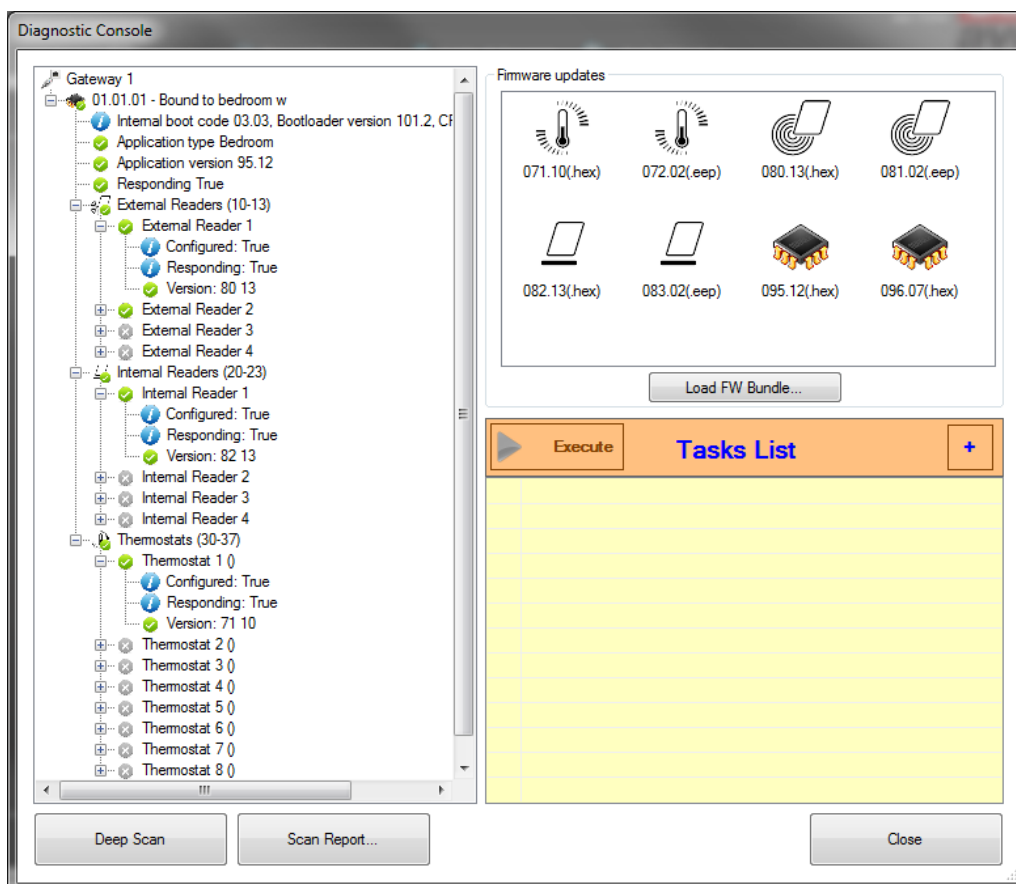 Diagnostic Console
Gateway 1
01.01.01 - Bound to bedroom w
Internal boot code 03.03, Bootloader version 101.2, CF
Application type Bedroom
Application version 95.12
Responding True
External Readers (10-13)
External Reader 1
Configured: True
Responding: True
Version: 80 13
External Reader 2
External Reader 3
External Reader 4
Internal Readers (20-23)
Internal Reader 1
Configured: True
Responding: True
Version: 82 13
Internal Reader 2
Internal Reader 3
Internal Reader 4
Thermostats (30-37)
Thermostat 1 ()
Configured: True
Responding: True
Version: 71 10
Thermostat 2 ()
Thermostat 3 ()
Thermostat 4 ()
Thermostat 5 ()
Thermostat 6 ()
Thermostat 7 ()
Thermostat 8 ()
Deep Scan
Scan Report...
Firmware updates
071.10(.hex)
072.02(.eep)
080.13(.hex)
081.02(.eep)
082.13(.hex)
083.02(.eep)
095.12(.hex)
096.07(.hex)
Load FW Bundle...
Execute
Tasks List
+
Close